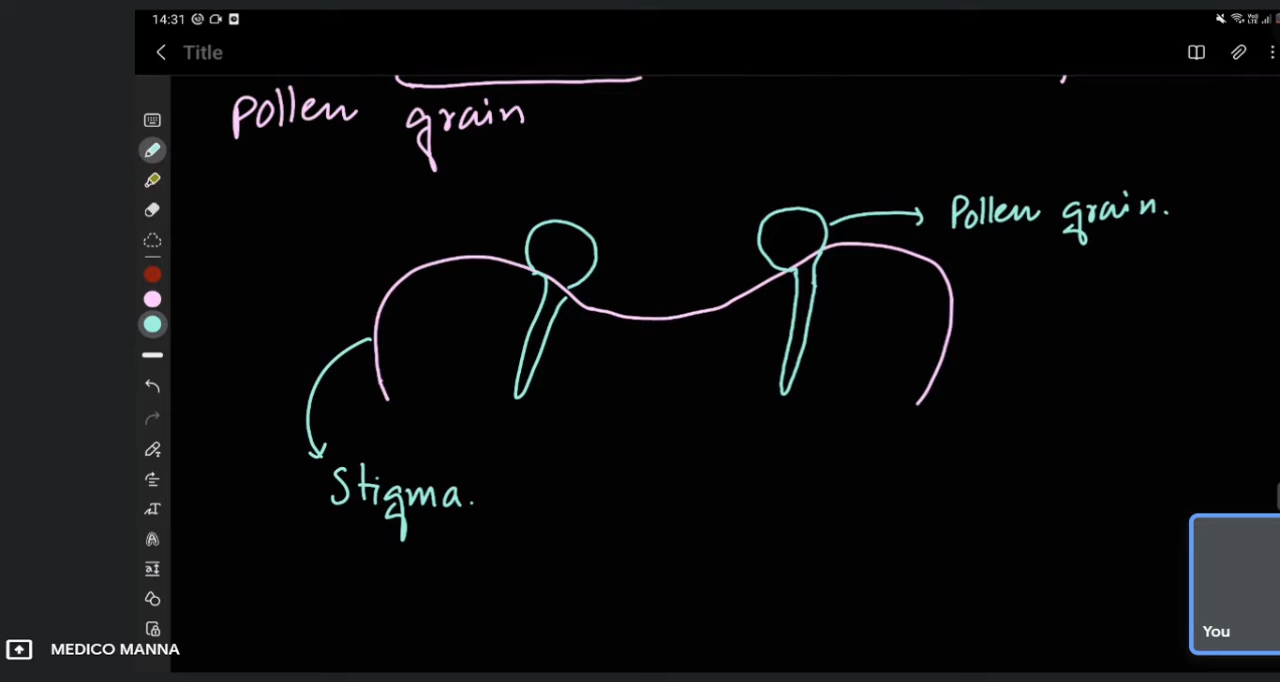 14:31
Title
Pollen grain
Pollen grain.
Stigma.
MEDICO MANNA
You